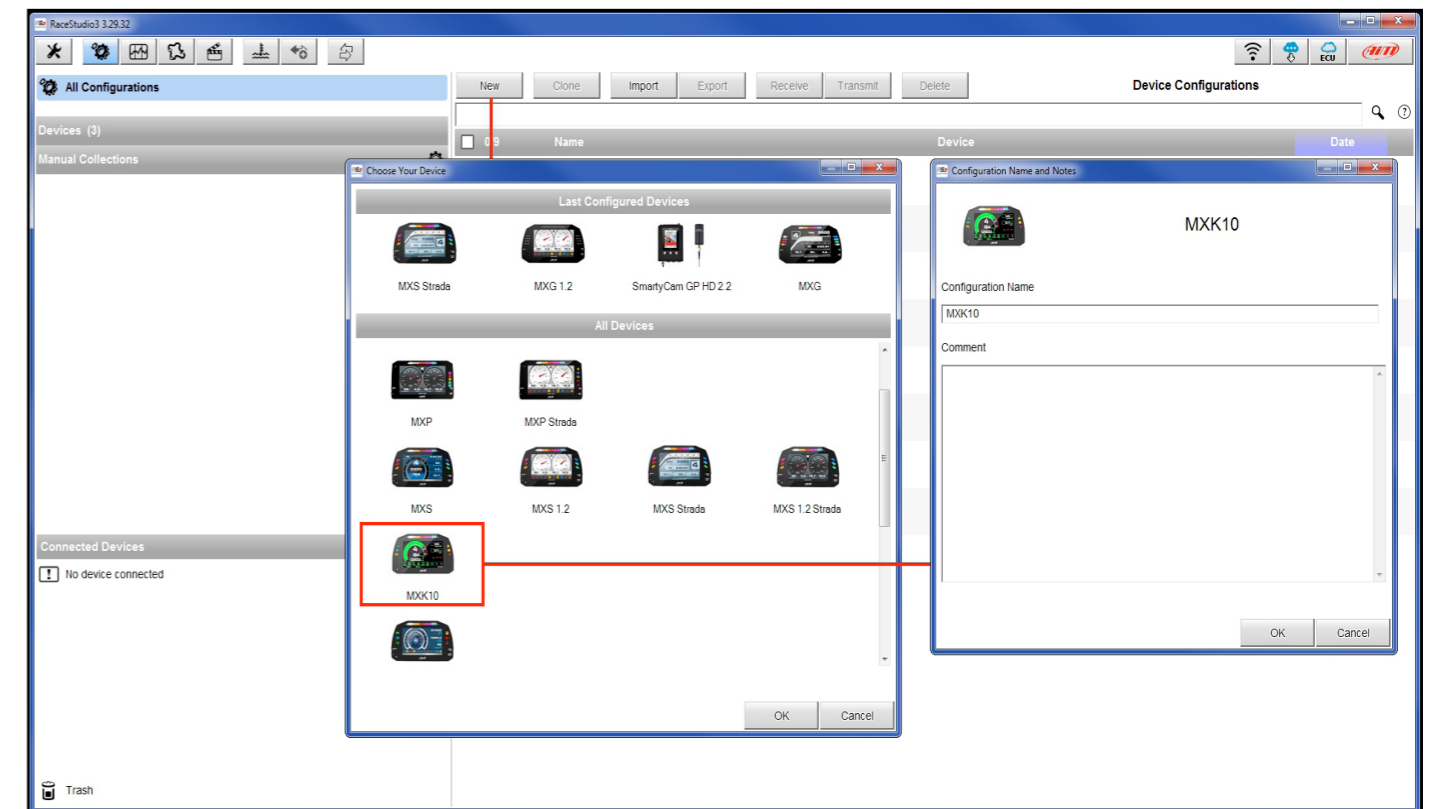 RaceStudio3 3.29.32
ECU
AiM
All Configurations
New Clone Import Export Receive Transmit Delete
Device Configurations
Devices (3)
Name Device Date
Manual Collections
Choose Your Device
Last Configured Devices
MXS Strada MXG 1.2 SmartyCam GP HD 2.2 MXG
All Devices
MXP MXP Strada
MXS MXS 1.2 MXS Strada MXS 1.2 Strada
MXK10
OK Cancel
Configuration Name and Notes
MXK10
Configuration Name
MXK10
Comment
OK Cancel
Connected Devices
No device connected
Trash